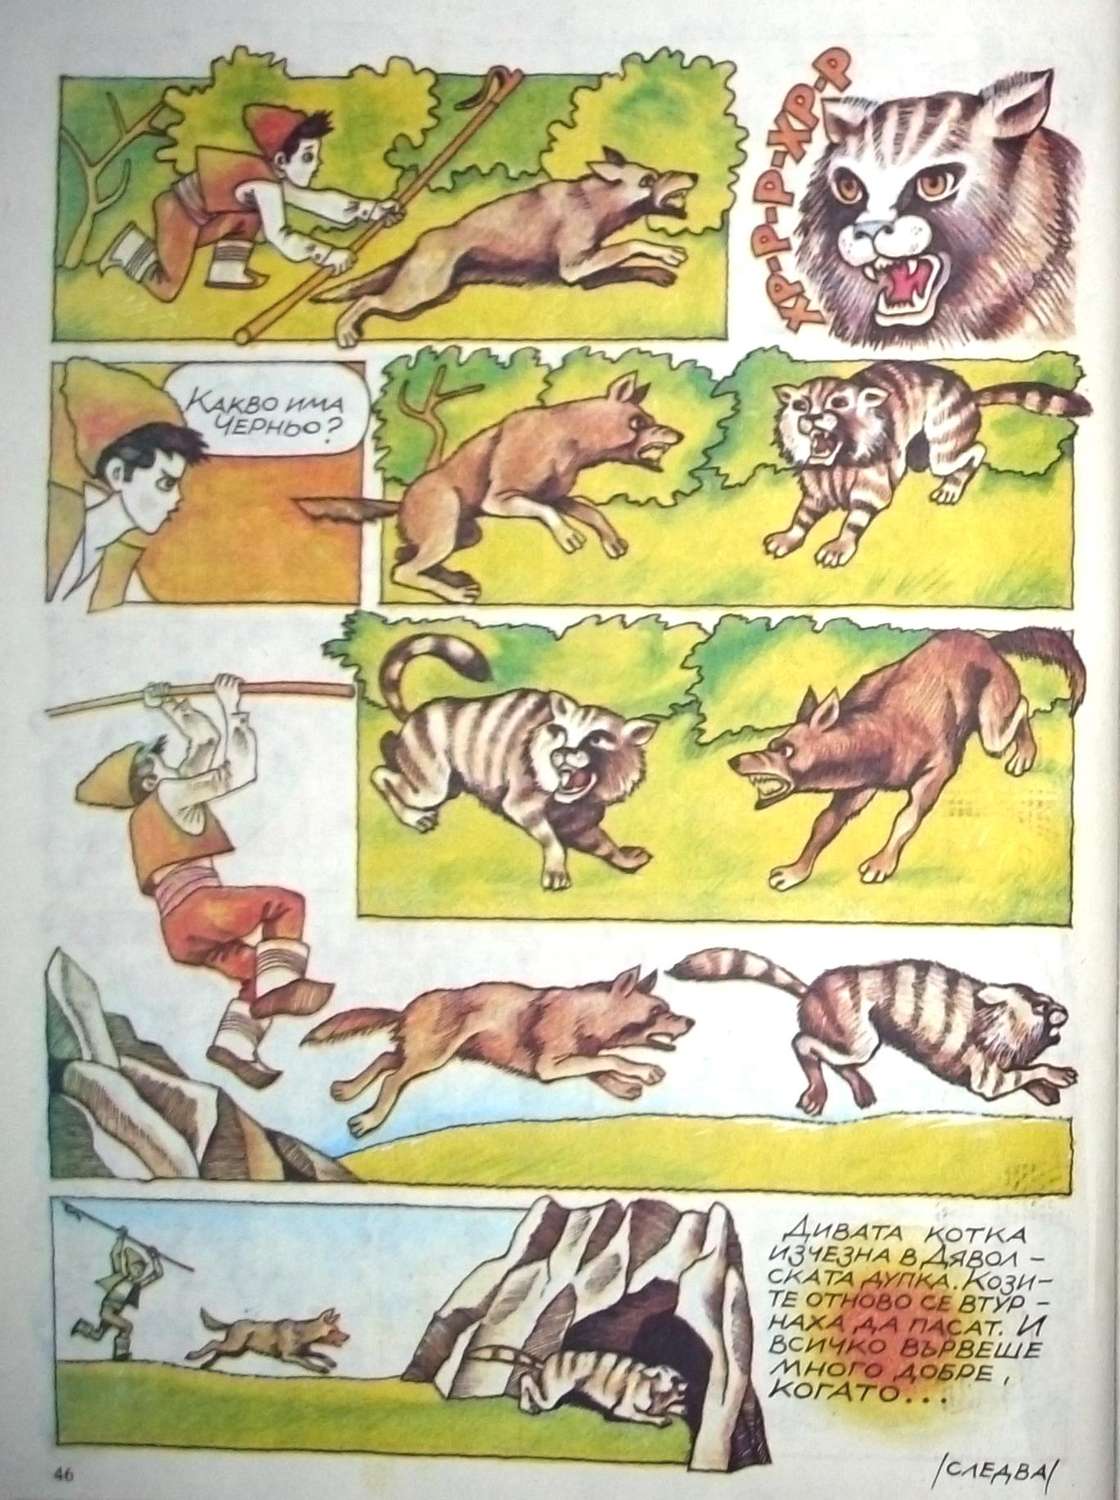 ХР-Р-Р-ХР-Р
КАКВО ИМА
ЧЕРНЬО?
ДИВАТА КОТКА
ИЗЧЕЗНА В ДЯВОЛ-
СКАТА ДУПКА. КОЗИ-
ТЕ ОТНОВО СЕ ВТУР-
НАХА ДА ПАСАТ. И
ВСИЧКО ВЪРВЕШЕ
МНОГО ДОБРЕ,
КОГАТО...
46
/СЛЕДВА/